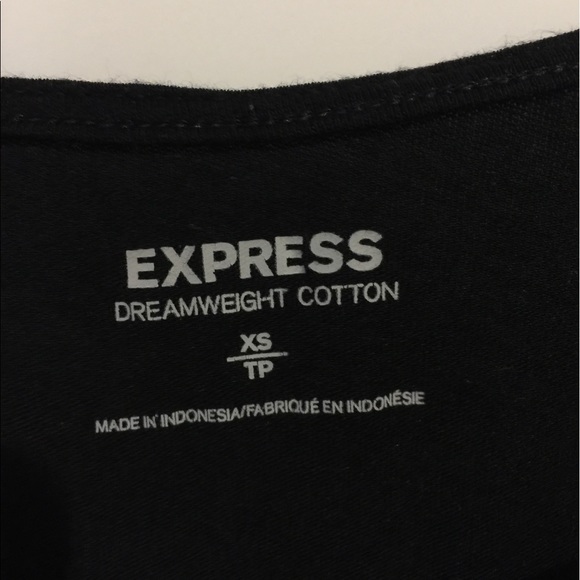 EXPRESS
DREAMWEIGHT COTTON
XS
TP
MADE IN INDONESIA/FABRIQUÉ EN INDONÉSIE